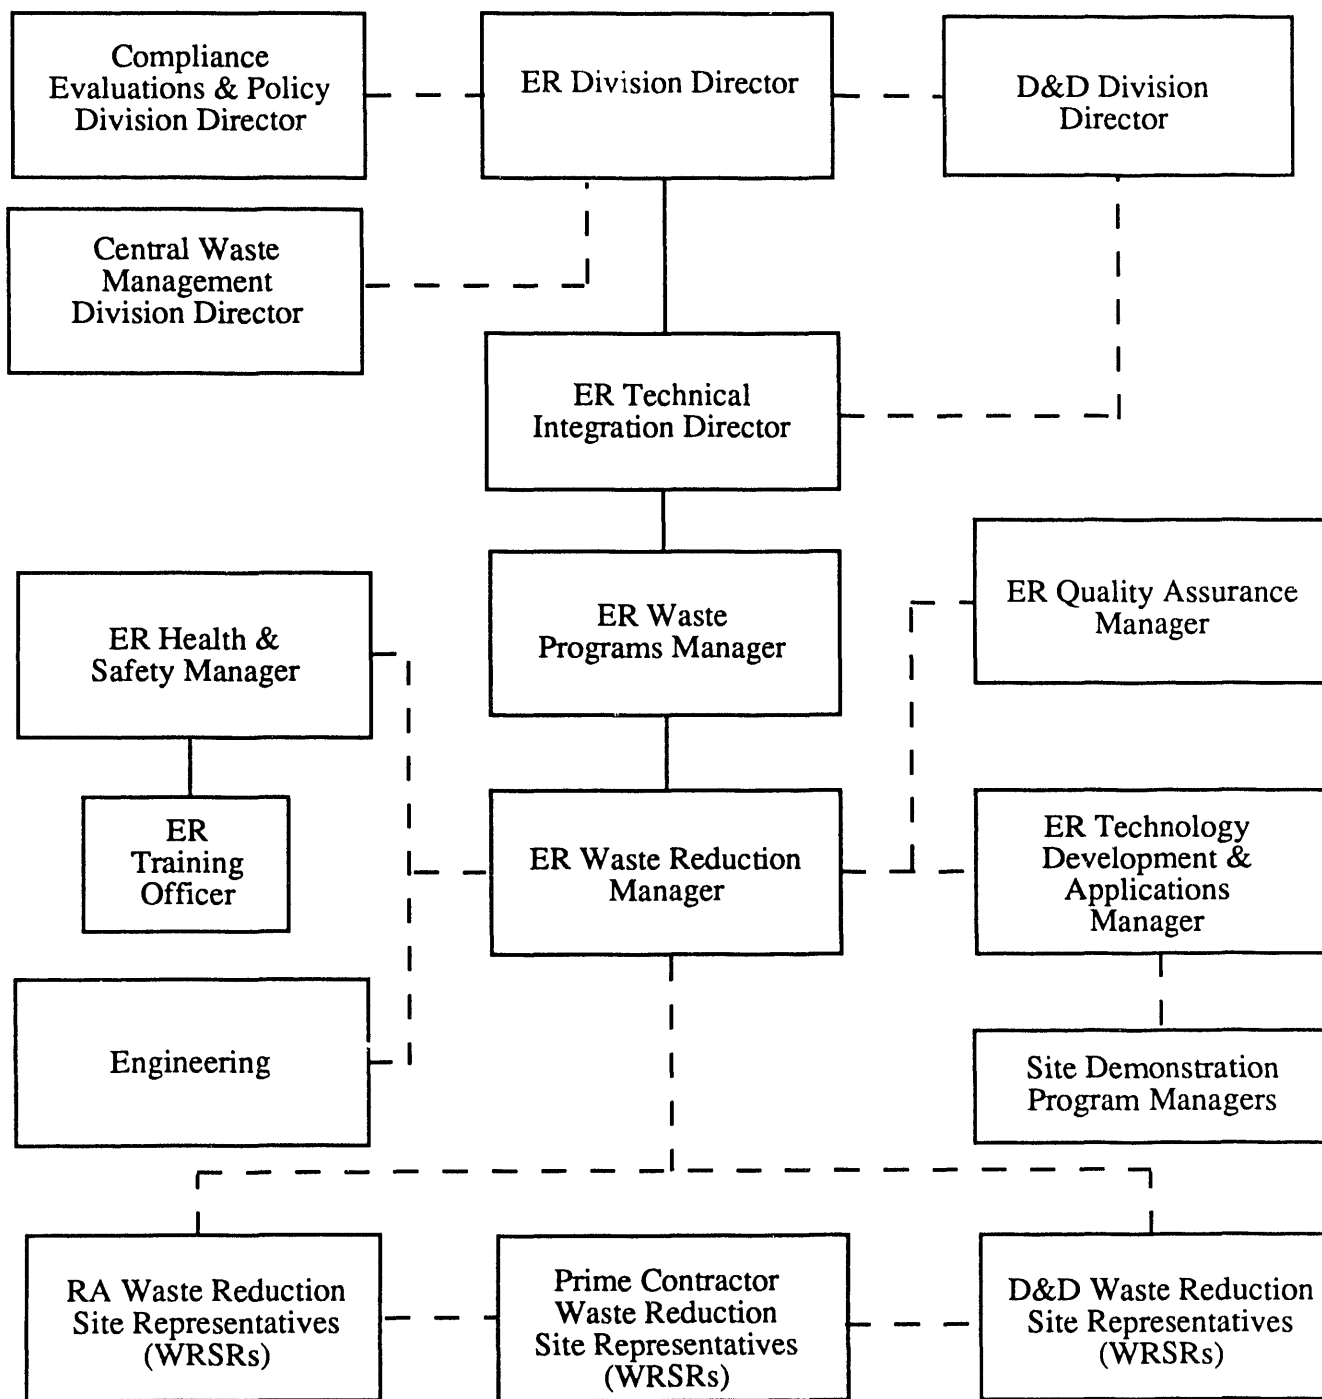 Compliance
Evaluations & Policy
Division Director
ER Division Director
D&D Division
Director
Central Waste
Management
Division Director
ER Technical
Integration Director
ER Health &
Safety Manager
ER Waste
Programs Manager
ER Quality Assurance
Manager
ER
Training
Officer
ER Waste Reduction
Manager
ER Technology
Development &
Applications
Manager
Engineering
Site Demonstration
Program Managers
RA Waste Reduction
Site Representatives
(WRSRs)
Prime Contractor
Waste Reduction
Site Representatives
(WRSRs)
D&D Waste Reduction
Site Representatives
(WRSRs)